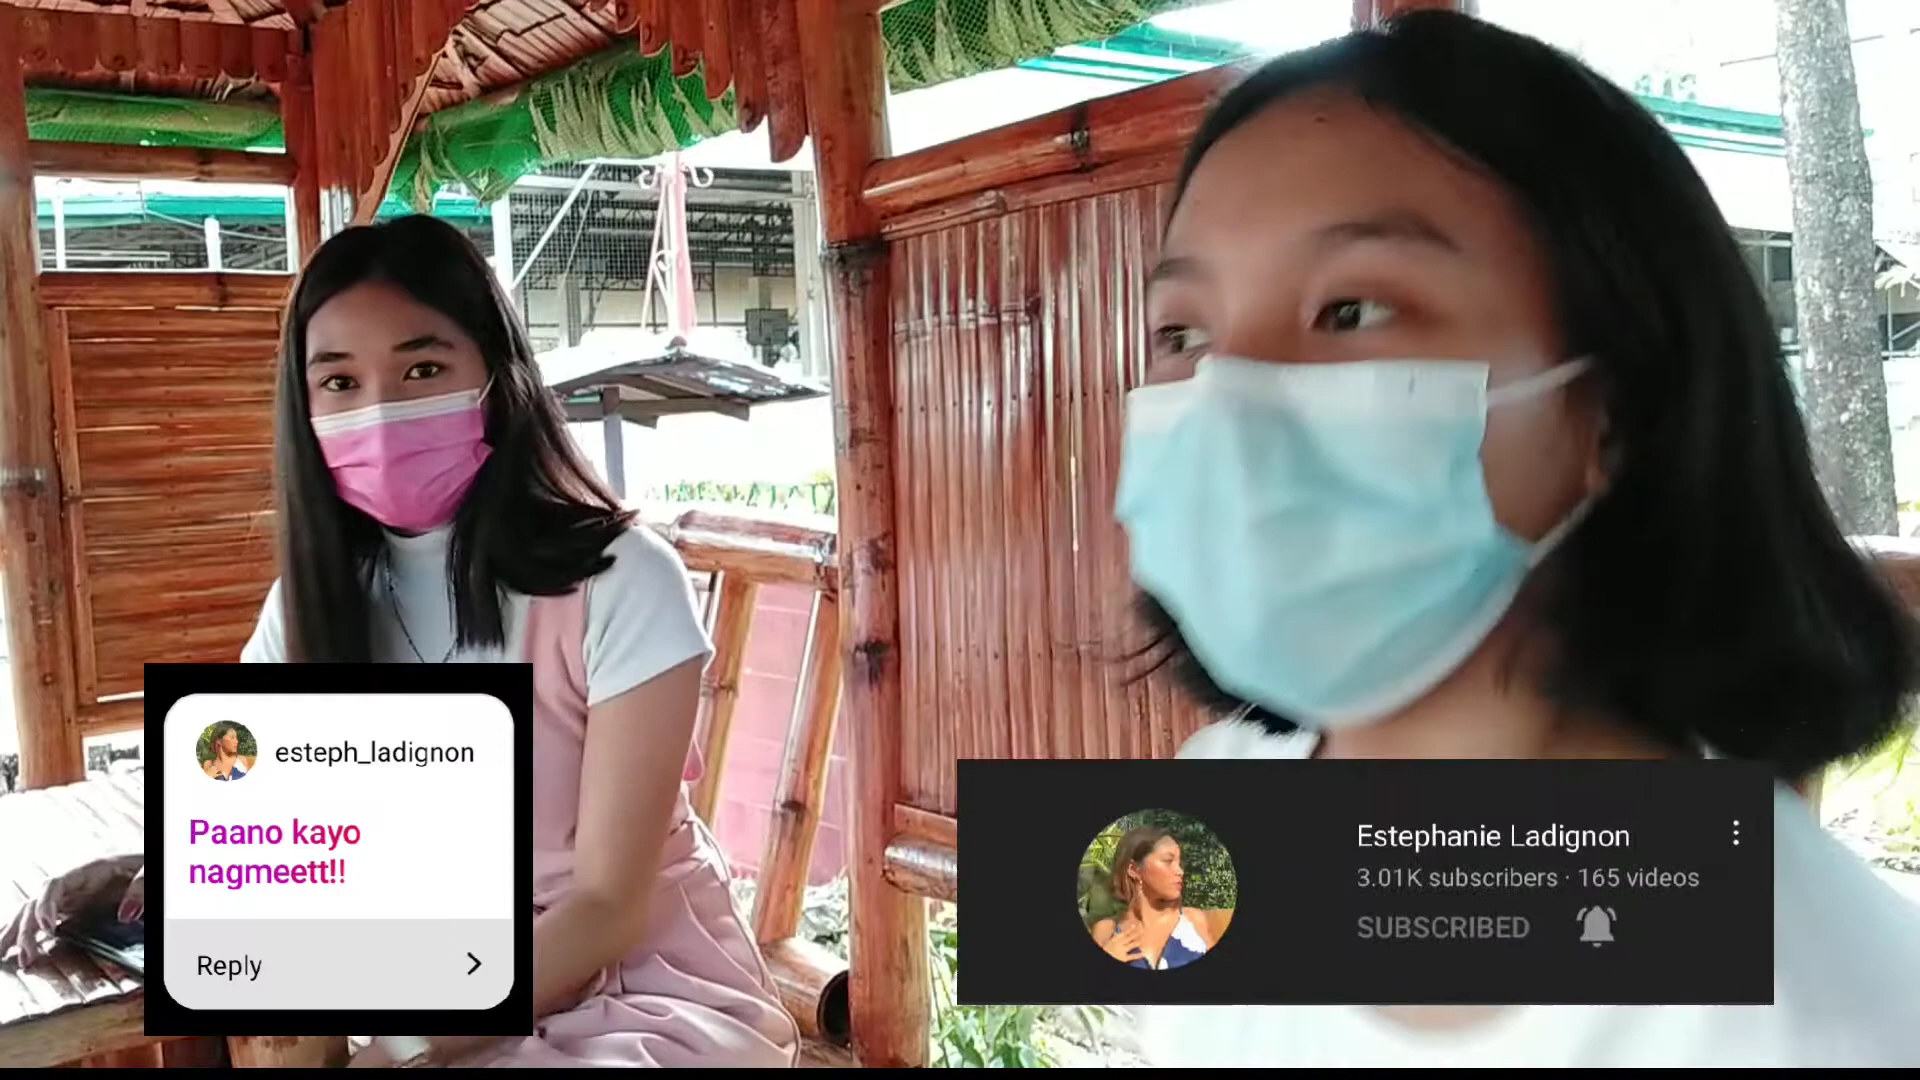 esteph_ladignon
Paano kayo
nagmeett!!
Reply
Estephanie Ladignon
3.01K subscribers · 165 videos
SUBSCRIBED